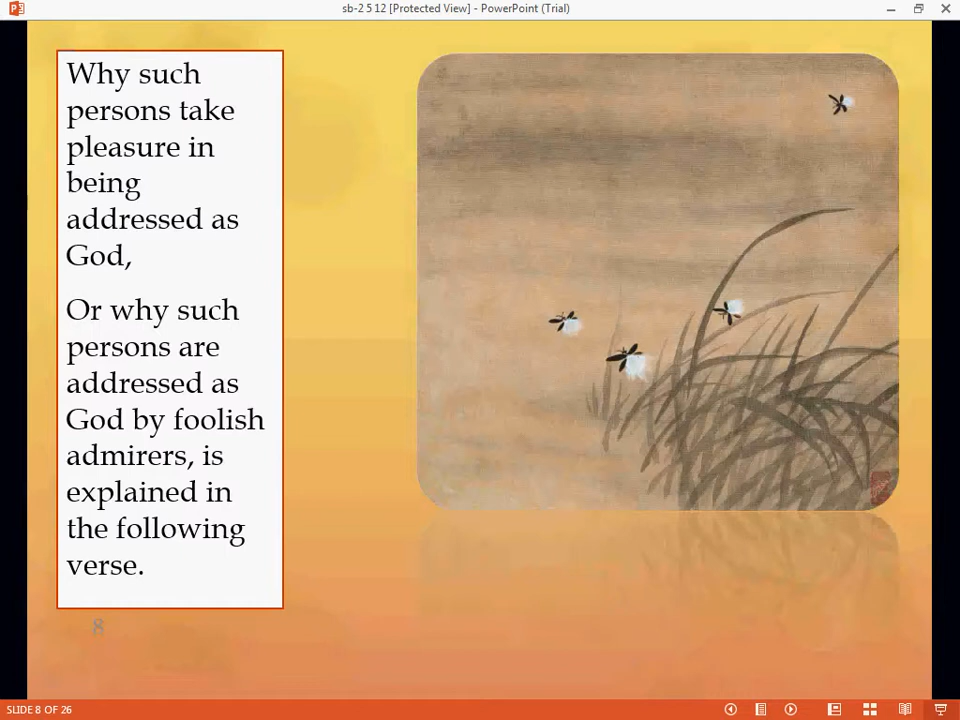 sb-2 5 12 [Protected View] - PowerPoint (Trial)
Why such
persons take
pleasure in
being
addressed as
God,
Or why such
persons are
addressed as
God by foolish
admirers, is
explained in
the following
verse.
8
SLIDE 8 OF 26